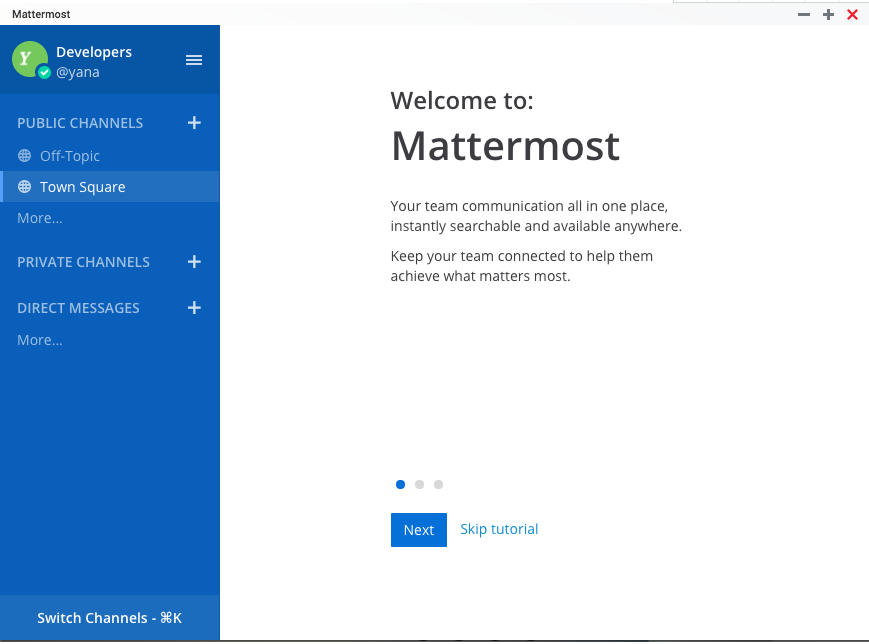 Mattermost
Y
Developers
@yana
PUBLIC CHANNELS
Off-Topic
Town Square
More...
PRIVATE CHANNELS
DIRECT MESSAGES
More...
Switch Channels - ⌘K
Welcome to:
Mattermost
Your team communication all in one place,
instantly searchable and available anywhere.
Keep your team connected to help them
achieve what matters most.
Next
Skip tutorial